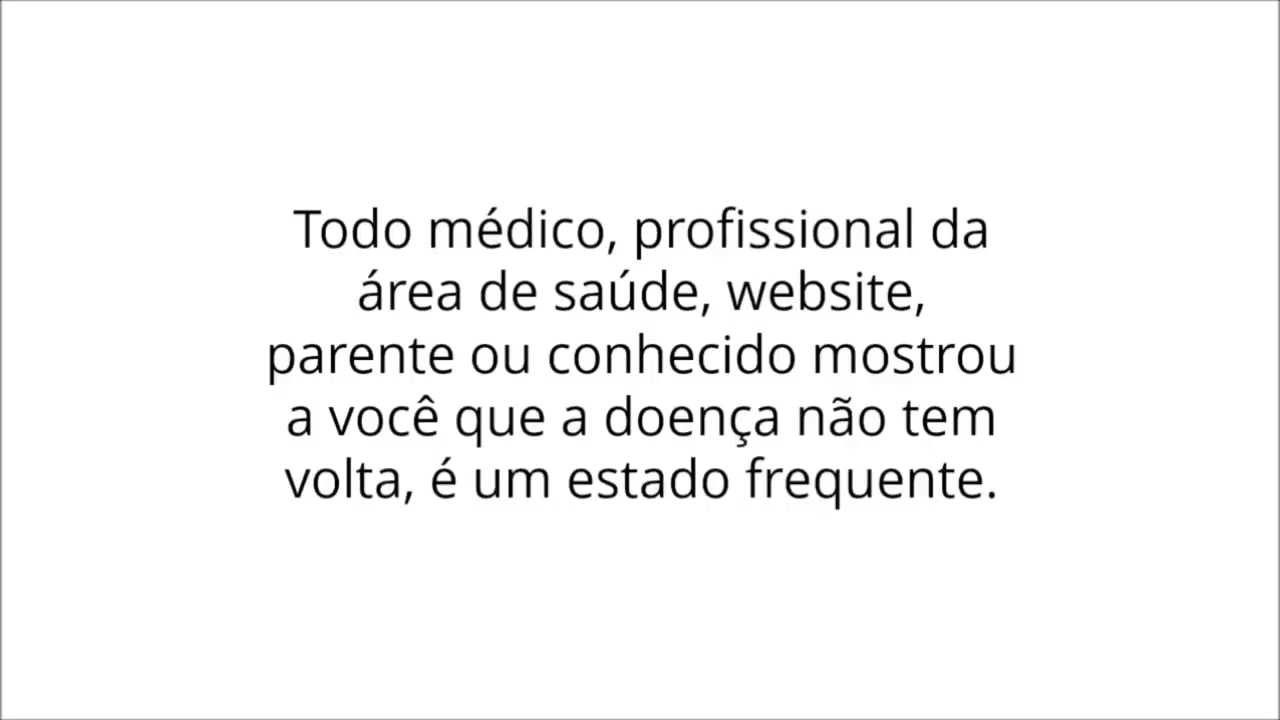 Todo médico, profissional da
área de saúde, website,
parente ou conhecido mostrou
a você que a doença não tem
volta, é um estado frequente.